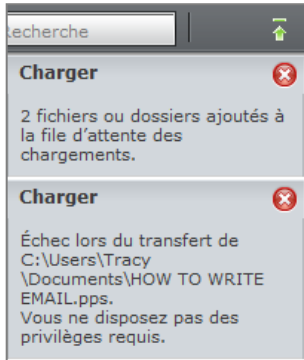 Recherche
Charger
2 fichiers ou dossiers ajoutés à
la file d'attente des
chargements.
Charger
Échec lors du transfert de
C:\Users\Tracy
\Documents\HOW TO WRITE
EMAIL.pps.
Vous ne disposez pas des
privilèges requis.